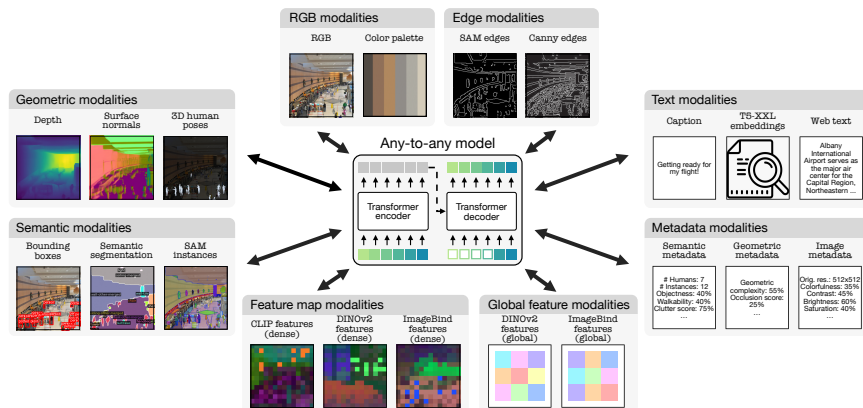 RGB modalities
RGB
Color palette
Edge modalities
SAM edges
Canny edges
Geometric modalities
Depth
Surface
normals
3D human
poses
Text modalities
Caption
T5-XXL
embeddings
Web text
Getting ready for
my flight!
Albany
International
Airport serves as
the major air
center for the
Capital Region,
Northeastern ...
Any-to-any model
Transformer
encoder
Transformer
decoder
Semantic modalities
Bounding
boxes
Semantic
segmentation
SAM
instances
Metadata modalities
Semantic
metadata
Geometric
metadata
Image
metadata
# Humans: 7
# Instances: 12
Objectness: 40%
Walkability: 40%
Clutter score: 75%
...
Geometric
complexity: 55%
Occlusion score:
25%
...
Orig. res.: 512x512
Colorfulness: 35%
Contrast: 45%
Brightness: 60%
Saturation: 40%
...
Feature map modalities
CLIP features
(dense)
DINOv2
features
(dense)
ImageBind
features
(dense)
Global feature modalities
DINOv2
features
(global)
ImageBind
features
(global)